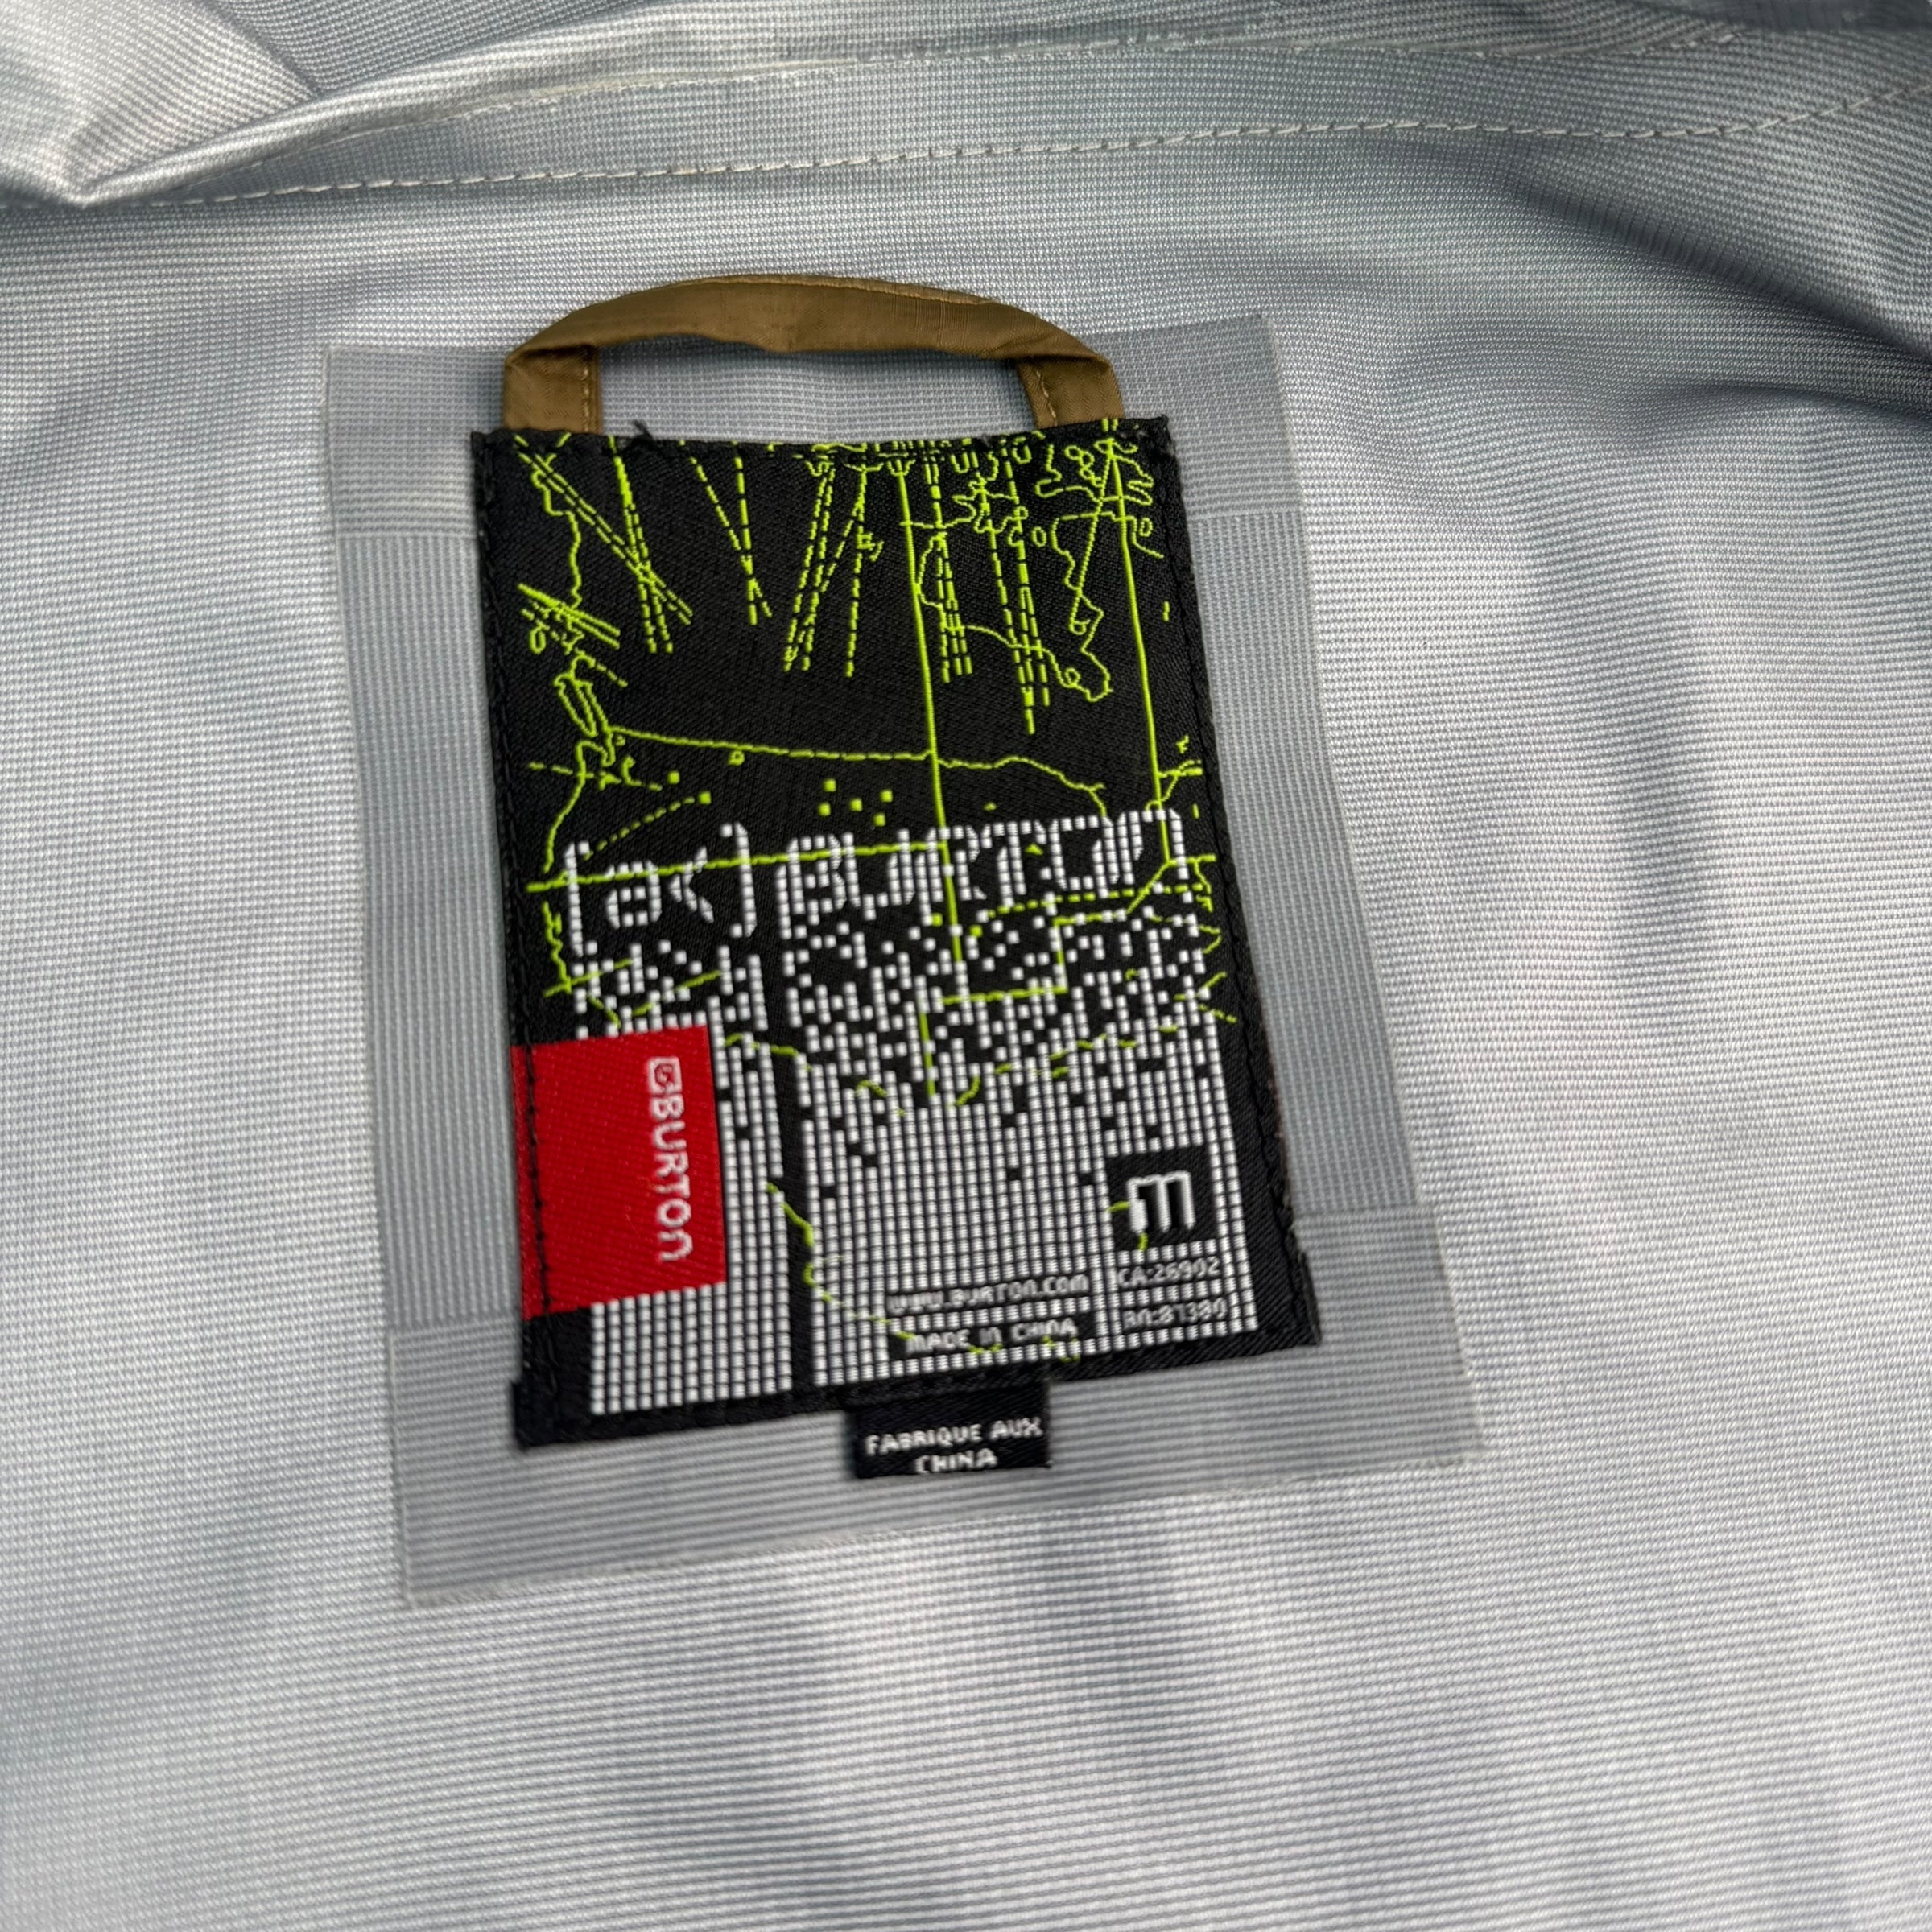 [ak] BURTON
BURTON
m
www.BURTON.com
MADE IN CHINA
CA:26902
RN:87380
FABRIQUE AUX
CHINA